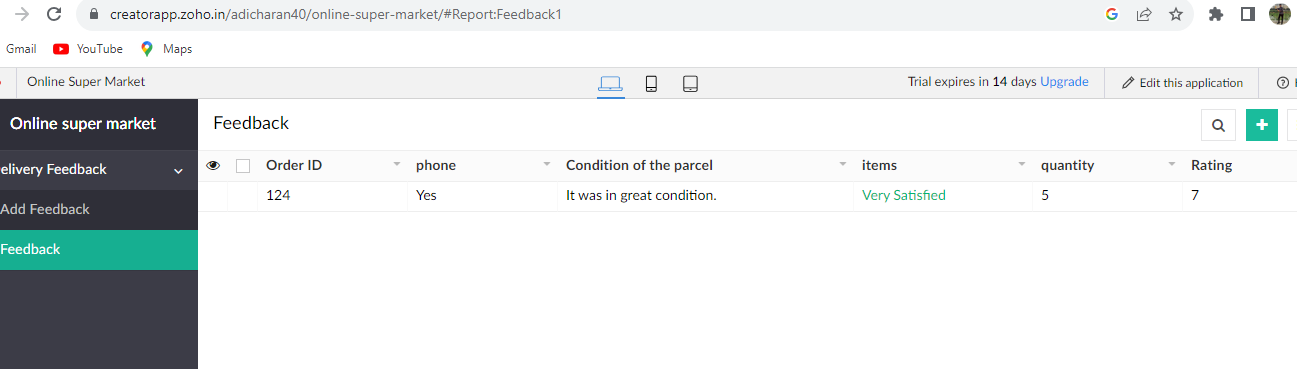 creatorapp.zoho.in/adicharan40/online-super-market/#Report:Feedback1
Gmail YouTube Maps
Online Super Market Trial expires in 14 days Upgrade Edit this application
Online super market Feedback
elivery Feedback Order ID phone Condition of the parcel items quantity Rating
124 Yes It was in great condition. Very Satisfied 5 7
Add Feedback
Feedback